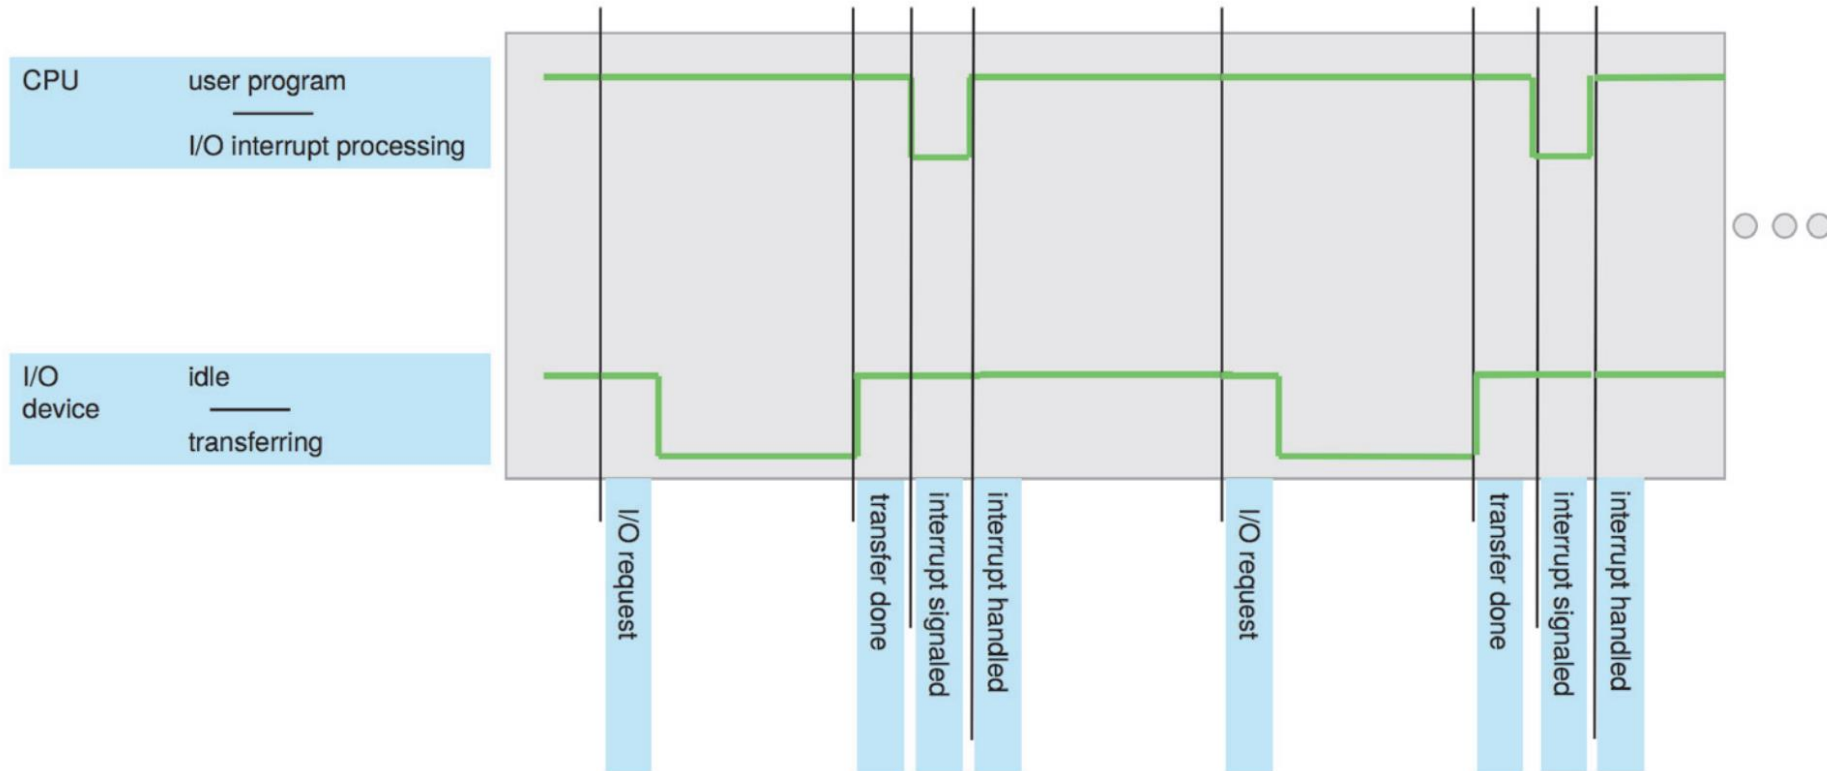 CPU
user program
I/O interrupt processing
I/O
device
idle
transferring
I/O request
transfer done
interrupt signaled
interrupt handled
I/O request
transfer done
interrupt signaled
interrupt handled